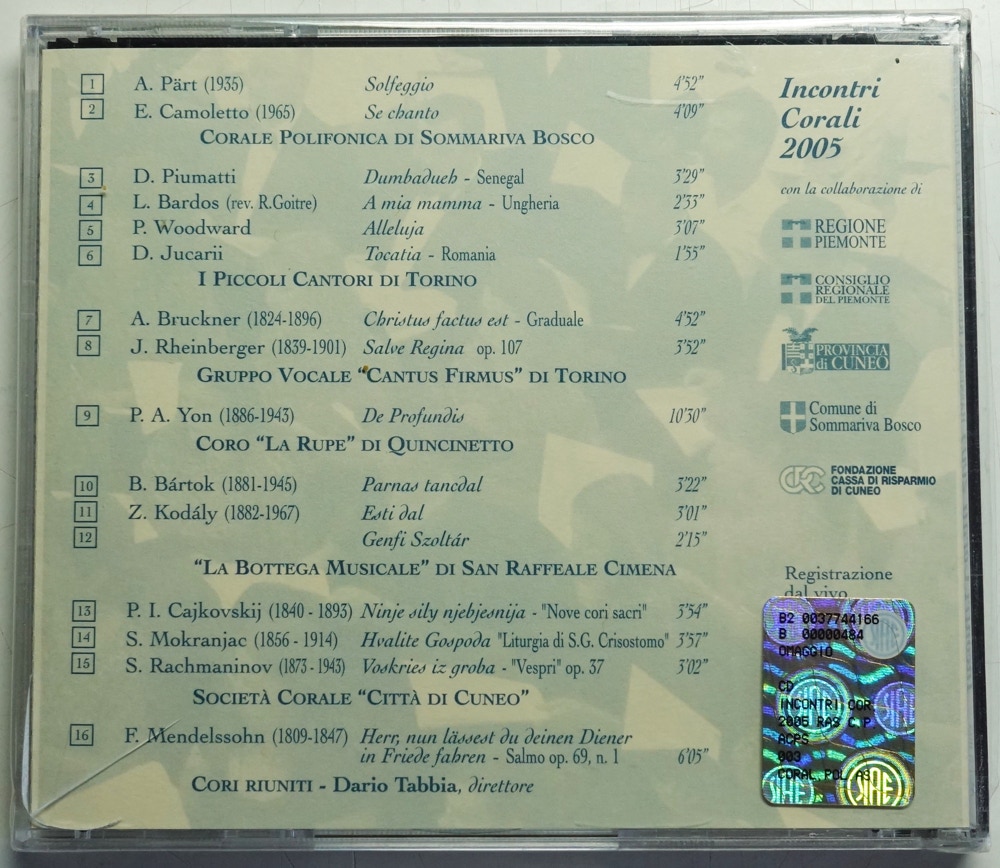 1 A. Pärt (1935) Solfeggio 4'52"
2 E. Camoletto (1965) Se chanto 4'09"
CORALE POLIFONICA DI SOMMARIVA BOSCO
3 D. Piumatti Dumbadueh - Senegal 3'29"
4 L. Bardos (rev. R.Goitre) A mia mamma - Ungheria 2'33"
5 P. Woodward Alleluja 3'07"
6 D. Jucarii Tocatia - Romania 1'55"
I PICCOLI CANTORI DI TORINO
7 A. Bruckner (1824-1896) Christus factus est - Graduale 4'52"
8 J. Rheinberger (1839-1901) Salve Regina op. 107 3'52"
GRUPPO VOCALE "CANTUS FIRMUS" DI TORINO
9 P. A. Yon (1886-1943) De Profundis 10'30"
CORO "LA RUPE" DI QUINCINETTO
10 B. Bártok (1881-1945) Parnas tancdal 3'22"
11 Z. Kodály (1882-1967) Esti dal 3'01"
12 Genfi Szoltár 2'15"
"LA BOTTEGA MUSICALE" DI SAN RAFFEALE CIMENA
13 P. I. Cajkovskij (1840 - 1893) Ninje sily njebjesnija - "Nove cori sacri" 3'54"
14 S. Mokranjac (1856 - 1914) Hvalite Gospoda "Liturgia di S.G. Crisostomo" 3'57"
15 S. Rachmaninov (1873 - 1943) Voskries iz groba - "Vespri" op. 37 3'02"
SOCIETÀ CORALE "CITTÀ DI CUNEO"
16 F. Mendelssohn (1809-1847) Herr, nun lässest du deinen Diener
in Friede fahren - Salmo op. 69, n. 1 6'05"
CORI RIUNITI - Dario Tabbia, direttore
Incontri
Corali
2005
con la collaborazione di
REGIONE
PIEMONTE
CONSIGLIO
REGIONALE
DEL PIEMONTE
PROVINCIA
di CUNEO
Comune di
Sommariva Bosco
CRC FONDAZIONE
CASSA DI RISPARMIO
DI CUNEO
Registrazione
dal vivo
B2 0037744166
B 00000484
OMAGGIO
CD
INCONTRI COR
2005 RAS C P
ACPS
003
CORAL POL AS
SIAE